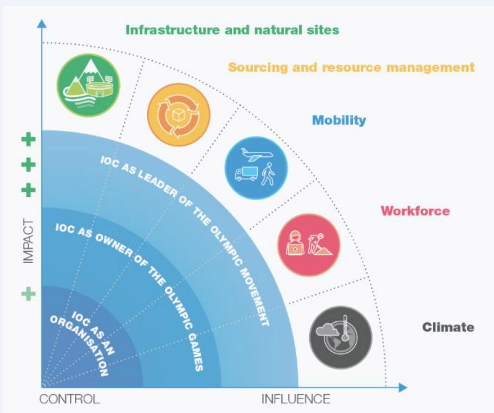 Infrastructure and natural sites
Sourcing and resource management
Mobility
Workforce
Climate
IOC AS LEADER OF THE OLYMPIC MOVEMENT
IOC AS OWNER OF THE OLYMPIC GAMES
IOC AS AN
ORGANISATION
IMPACT
+
+
+
+
CONTROL
INFLUENCE